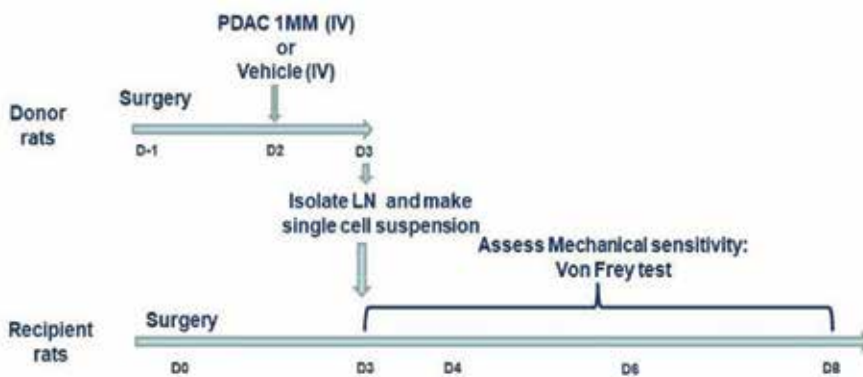 PDAC 1MM (IV)
or
Vehicle (IV)
Surgery
Donor
rats
D-1
D2
D3
Isolate LN and make
single cell suspension
Assess Mechanical sensitivity:
Von Frey test
Surgery
Recipient
rats
D0
D3
D4
D6
D8